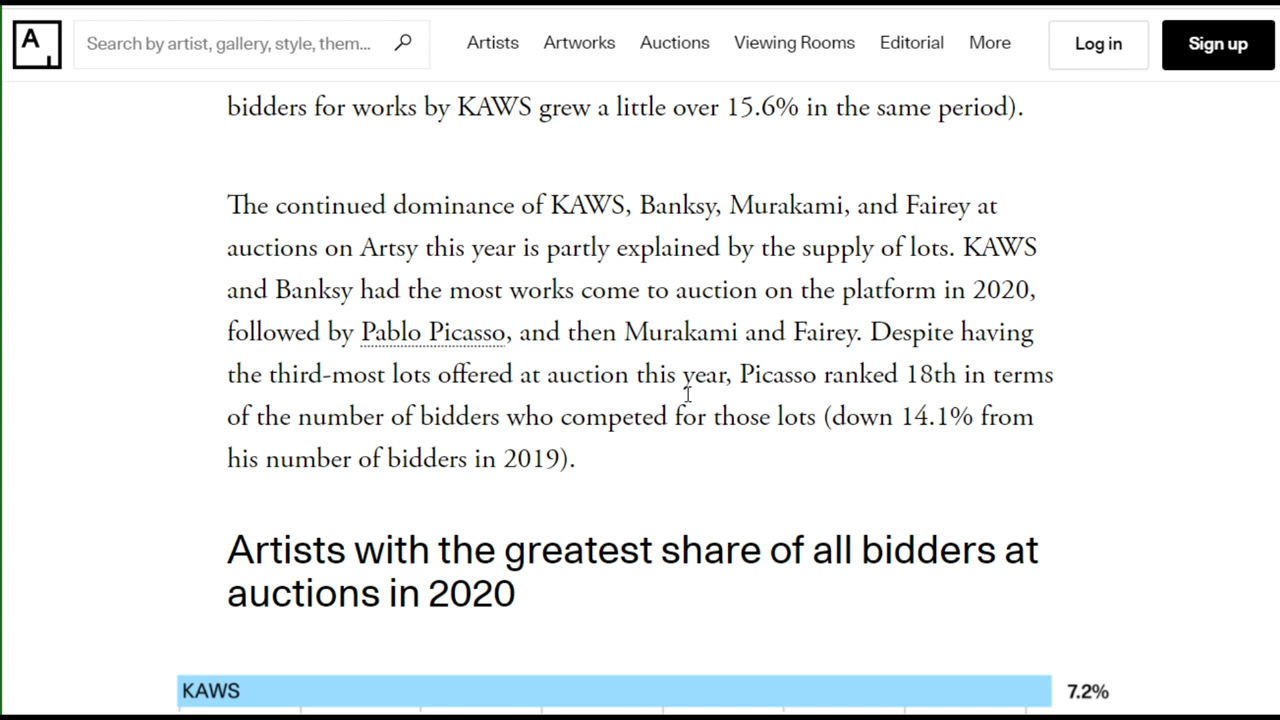 A
Search by artist, gallery, style, them...
Artists
Artworks
Auctions
Viewing Rooms
Editorial
More
Log in
Sign up
bidders for works by KAWS grew a little over 15.6% in the same period).
The continued dominance of KAWS, Banksy, Murakami, and Fairey at
auctions on Artsy this year is partly explained by the supply of lots. KAWS
and Banksy had the most works come to auction on the platform in 2020,
followed by Pablo Picasso, and then Murakami and Fairey. Despite having
the third-most lots offered at auction this year, Picasso ranked 18th in terms
of the number of bidders who competed for those lots (down 14.1% from
his number of bidders in 2019).
Artists with the greatest share of all bidders at
auctions in 2020
KAWS 7.2%